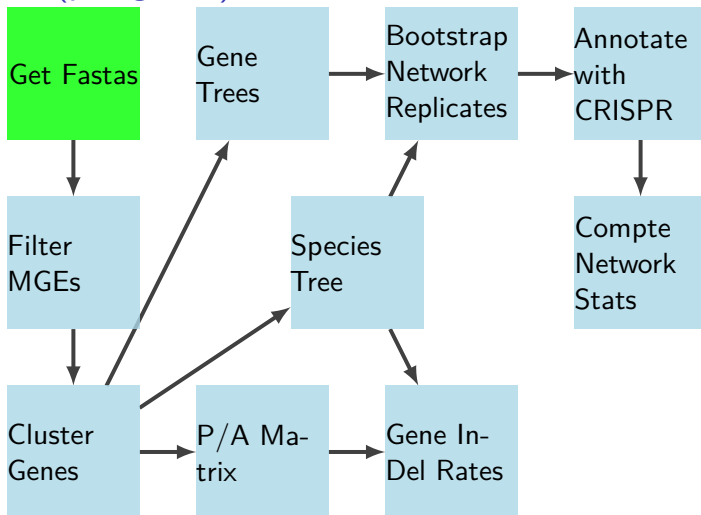 Get Fastas
Gene
Trees
Bootstrap
Network
Replicates
Annotate
with
CRISPR
Filter
MGEs
Species
Tree
Compte
Network
Stats
Cluster
Genes
P/A Ma-
trix
Gene In-
Del Rates